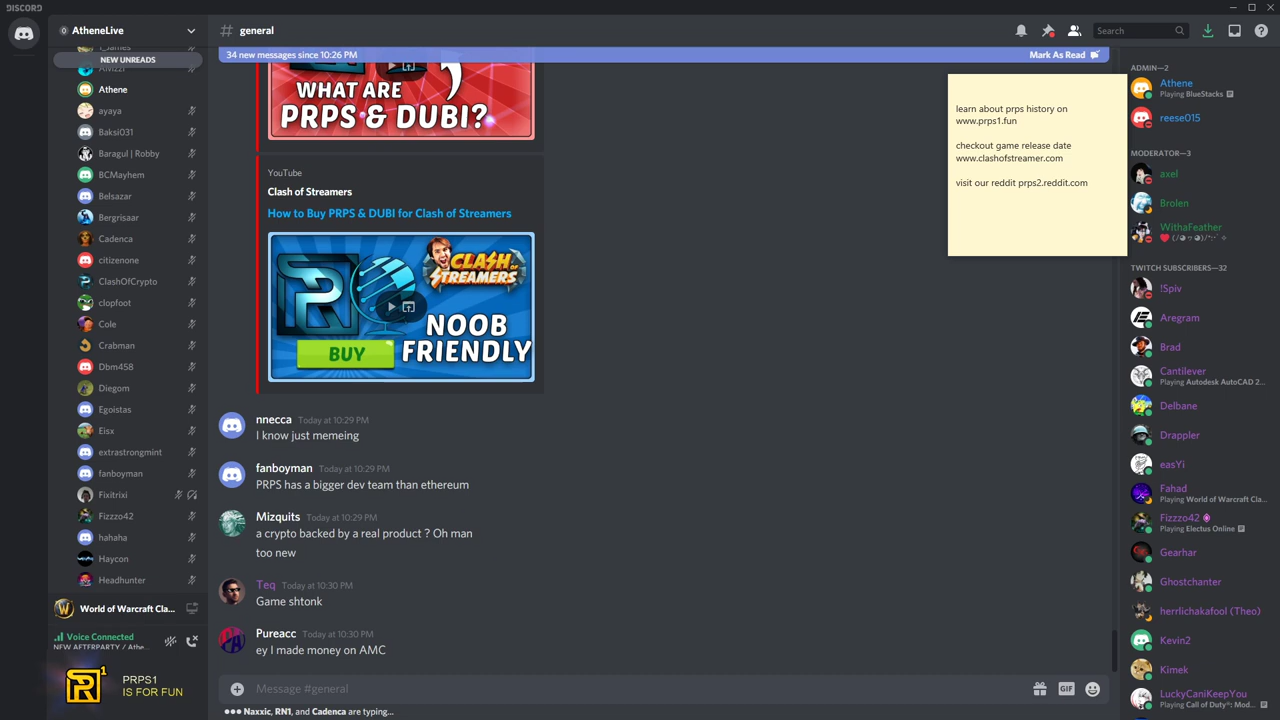 DISCORD
AtheneLive
NEW UNREADS
Athene
ayaya
Baksi031
Baragul | Robby
BCMayhem
Belsazar
Bergrisaar
Cadenca
citizenone
ClashOfCrypto
clopfoot
Cole
Crabman
Dbm458
Diegom
Egoistas
Eisx
extrastrongmint
fanboyman
Fixitrixi
Fizzzo42
hahaha
Haycon
Headhunter
World of Warcraft Cla...
Voice Connected
NEW AFTERPARTY / Athe...
PRPS1
IS FOR FUN
# general
Search
34 new messages since 10:26 PM
Mark As Read
WHAT ARE
PRPS & DUBI?
YouTube
Clash of Streamers
How to Buy PRPS & DUBI for Clash of Streamers
CLASH OF
STREAMERS
NOOB
FRIENDLY
BUY
nnecca Today at 10:29 PM
I know just memeing
fanboyman Today at 10:29 PM
PRPS has a bigger dev team than ethereum
Mizquits Today at 10:29 PM
a crypto backed by a real product ? Oh man
too new
Teq Today at 10:30 PM
Game shtonk
Pureacc Today at 10:30 PM
ey I made money on AMC
Message #general
GIF
Naxxic, RN1, and Cadenca are typing...
learn about prps history on
www.prps1.fun
checkout game release date
www.clashofstreamer.com
visit our reddit prps2.reddit.com
ADMIN—2
Athene
Playing BlueStacks
reese015
MODERATOR—3
axel
Brolen
WithaFeather
TWITCH SUBSCRIBERS—32
!Spiv
Aregram
Brad
Cantilever
Playing Autodesk AutoCAD 2...
Delbane
Drappler
easYi
Fahad
Playing World of Warcraft Cla...
Fizzzo42
Playing Electus Online
Gearhar
Ghostchanter
herrlichakafool (Theo)
Kevin2
Kimek
LuckyCaniKeepYou
Playing Call of Duty®: Mod...